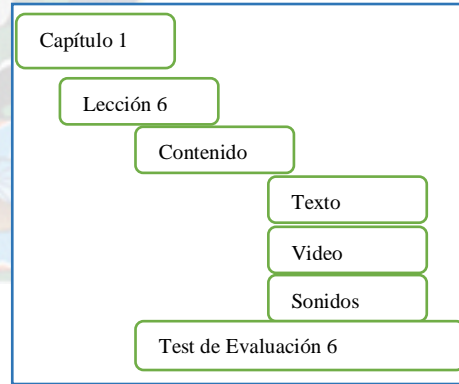 Capítulo 1
Lección 6
Contenido
Texto
Video
Sonidos
Test de Evaluación 6